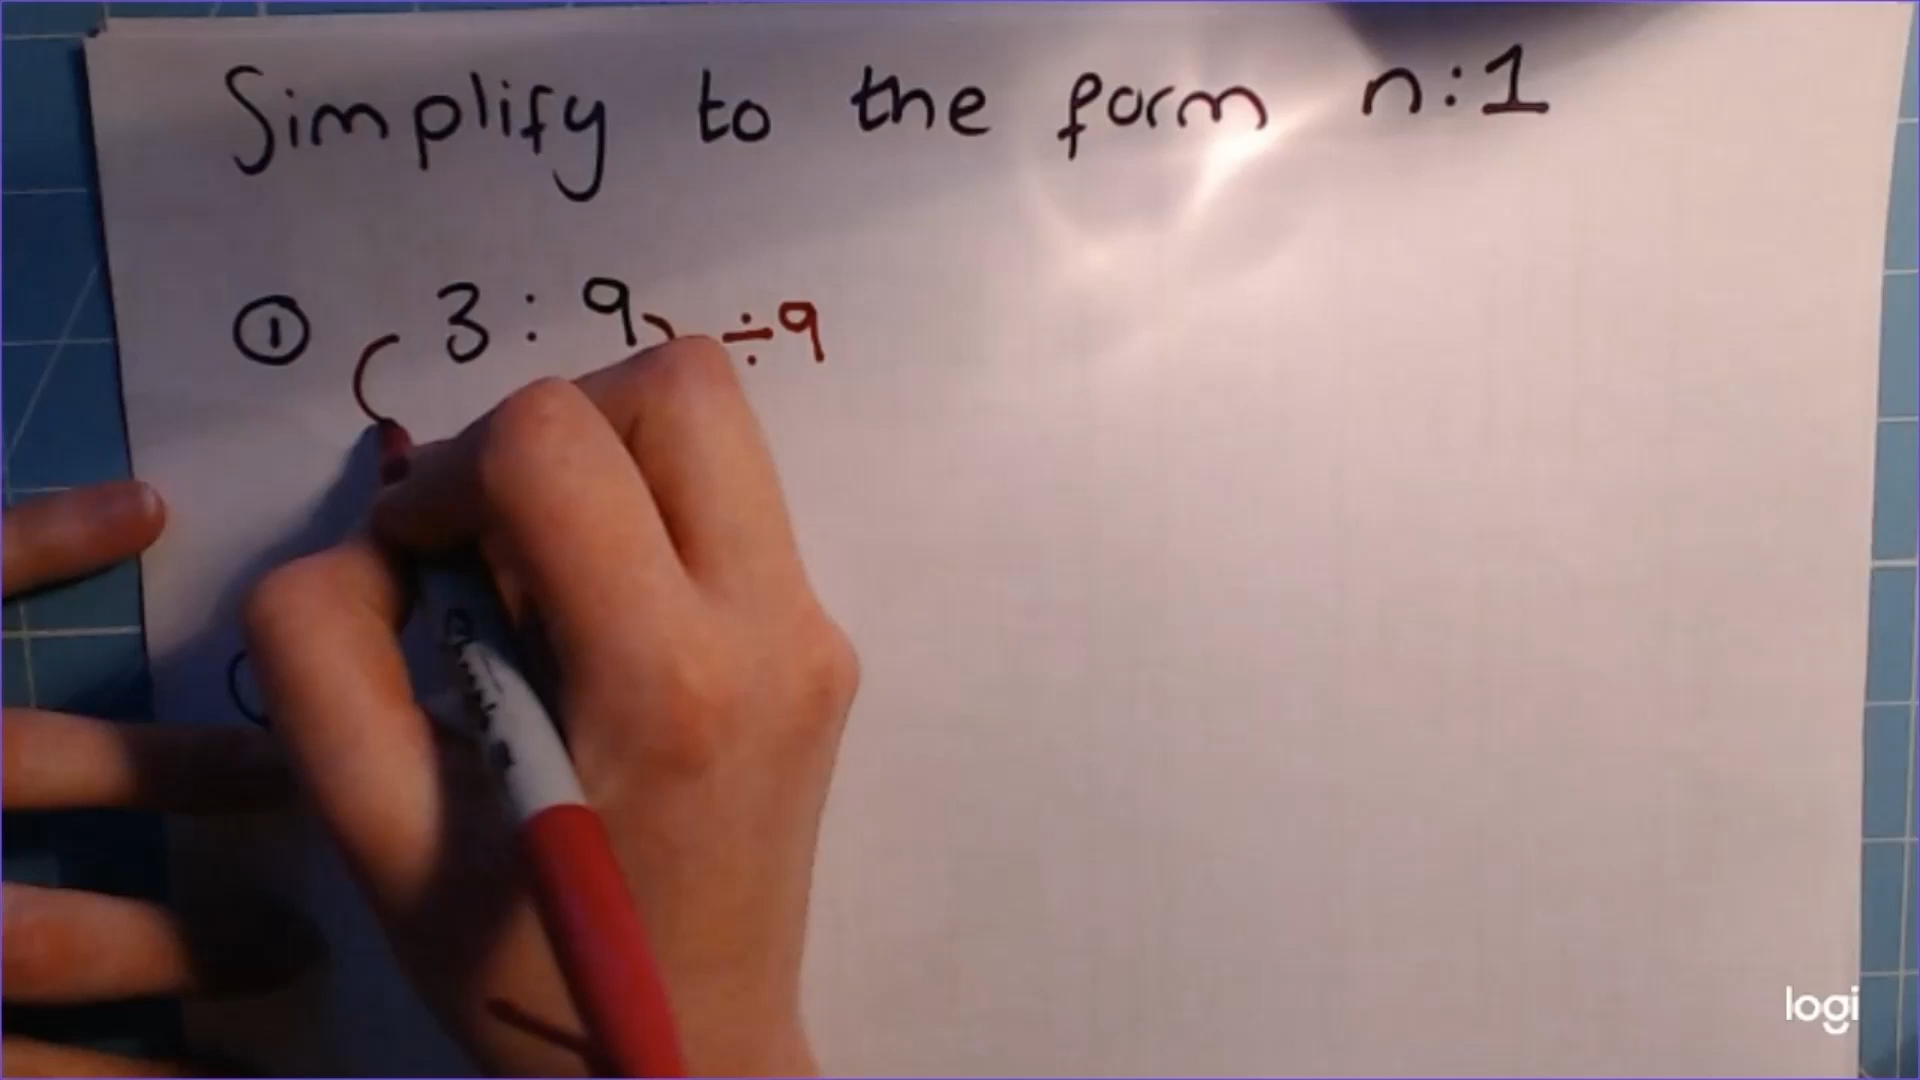 Simplify to the form n:1
① 3 : 9 ÷9
logi